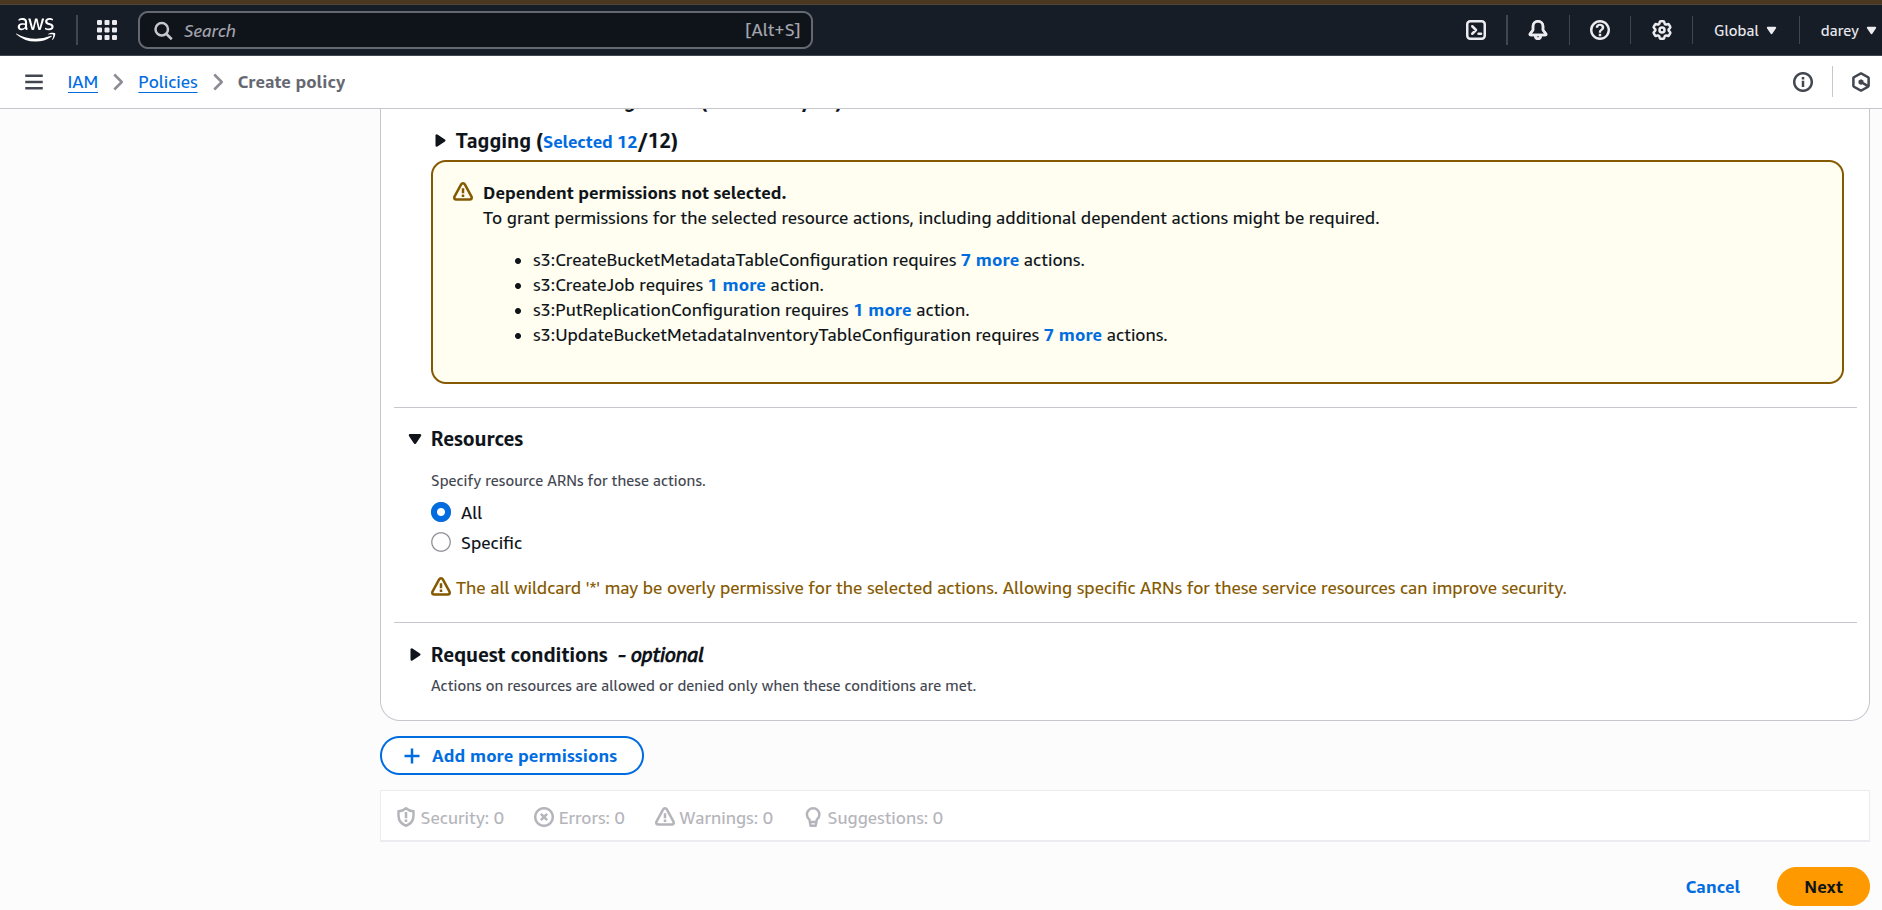 aws
Search [Alt+S]
Global
darey
IAM
Policies
Create policy
Tagging (Selected 12/12)
Dependent permissions not selected.
To grant permissions for the selected resource actions, including additional dependent actions might be required.
s3:CreateBucketMetadataTableConfiguration requires 7 more actions.
s3:CreateJob requires 1 more action.
s3:PutReplicationConfiguration requires 1 more action.
s3:UpdateBucketMetadataInventoryTableConfiguration requires 7 more actions.
Resources
Specify resource ARNs for these actions.
All
Specific
The all wildcard '*' may be overly permissive for the selected actions. Allowing specific ARNs for these service resources can improve security.
Request conditions - optional
Actions on resources are allowed or denied only when these conditions are met.
+ Add more permissions
Security: 0 Errors: 0 Warnings: 0 Suggestions: 0
Cancel Next